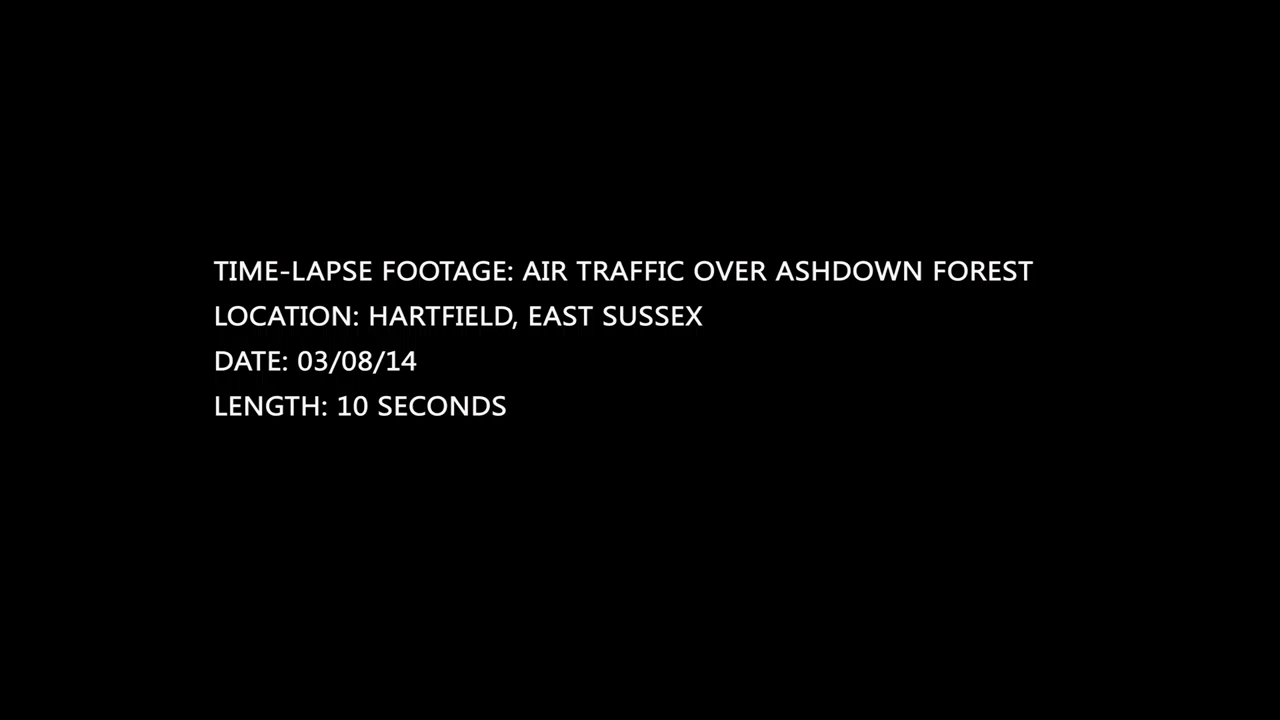 TIME-LAPSE FOOTAGE: AIR TRAFFIC OVER ASHDOWN FOREST
LOCATION: HARTFIELD, EAST SUSSEX
DATE: 03/08/14
LENGTH: 10 SECONDS